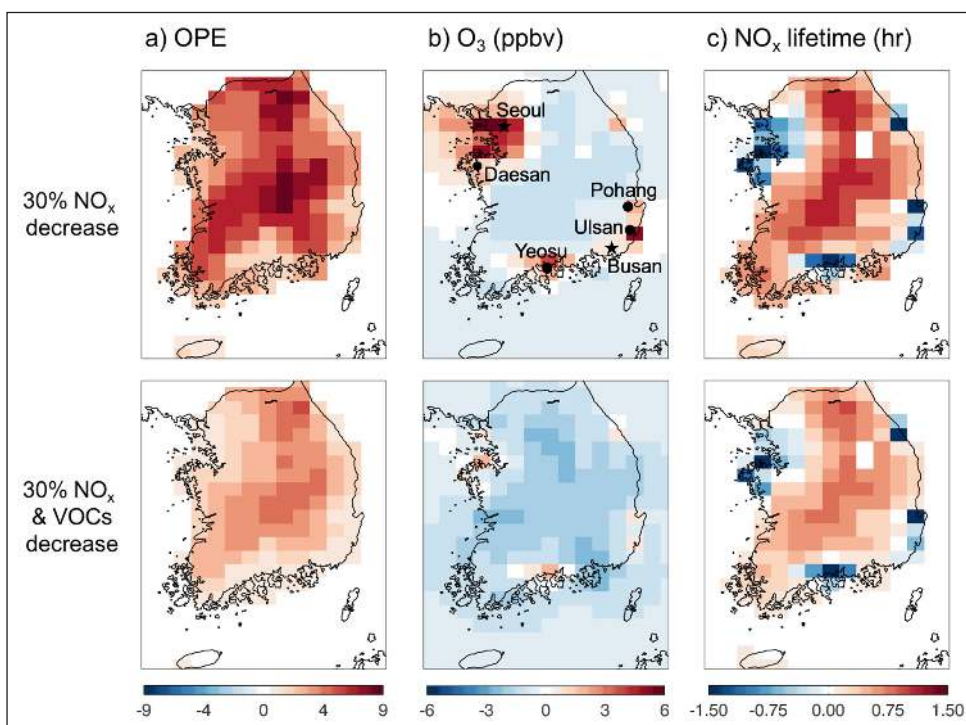 a) OPE
b) O₃ (ppbv)
c) NOₓ lifetime (hr)
30% NOₓ
decrease
Seoul
Daesan
Pohang
Ulsan
Yeosu
Busan
30% NOₓ
& VOCs
decrease
-9 -4 0 4 9
-6 -3 0 3 6
-1.50 -0.75 0.00 0.75 1.50